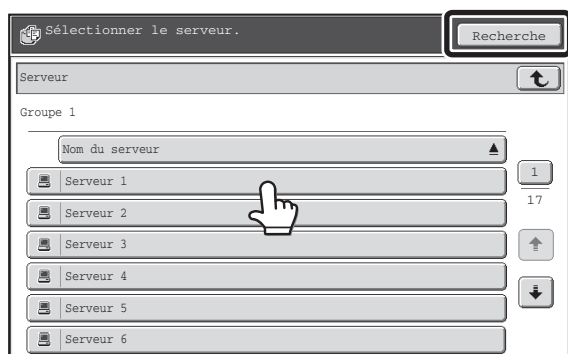 Sélectionner le serveur.
Recherche
Serveur
Groupe 1
Nom du serveur
Serveur 1
1
17
Serveur 2
Serveur 3
Serveur 4
Serveur 5
Serveur 6